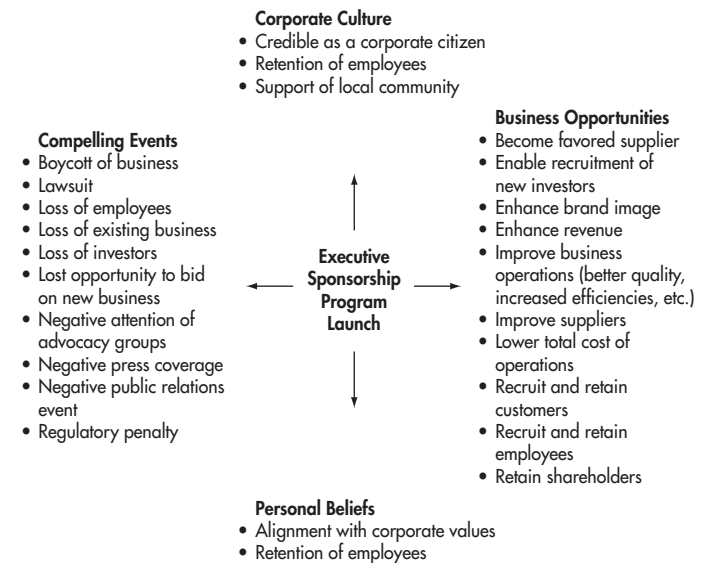 Corporate Culture
• Credible as a corporate citizen
• Retention of employees
• Support of local community
Compelling Events
• Boycott of business
• Lawsuit
• Loss of employees
• Loss of existing business
• Loss of investors
• Lost opportunity to bid
on new business
• Negative attention of
advocacy groups
• Negative press coverage
• Negative public relations
event
• Regulatory penalty
Executive
Sponsorship
Program
Launch
Business Opportunities
• Become favored supplier
• Enable recruitment of
new investors
• Enhance brand image
• Enhance revenue
• Improve business
operations (better quality,
increased efficiencies, etc.)
• Improve suppliers
• Lower total cost of
operations
• Recruit and retain
customers
• Recruit and retain
employees
• Retain shareholders
Personal Beliefs
• Alignment with corporate values
• Retention of employees